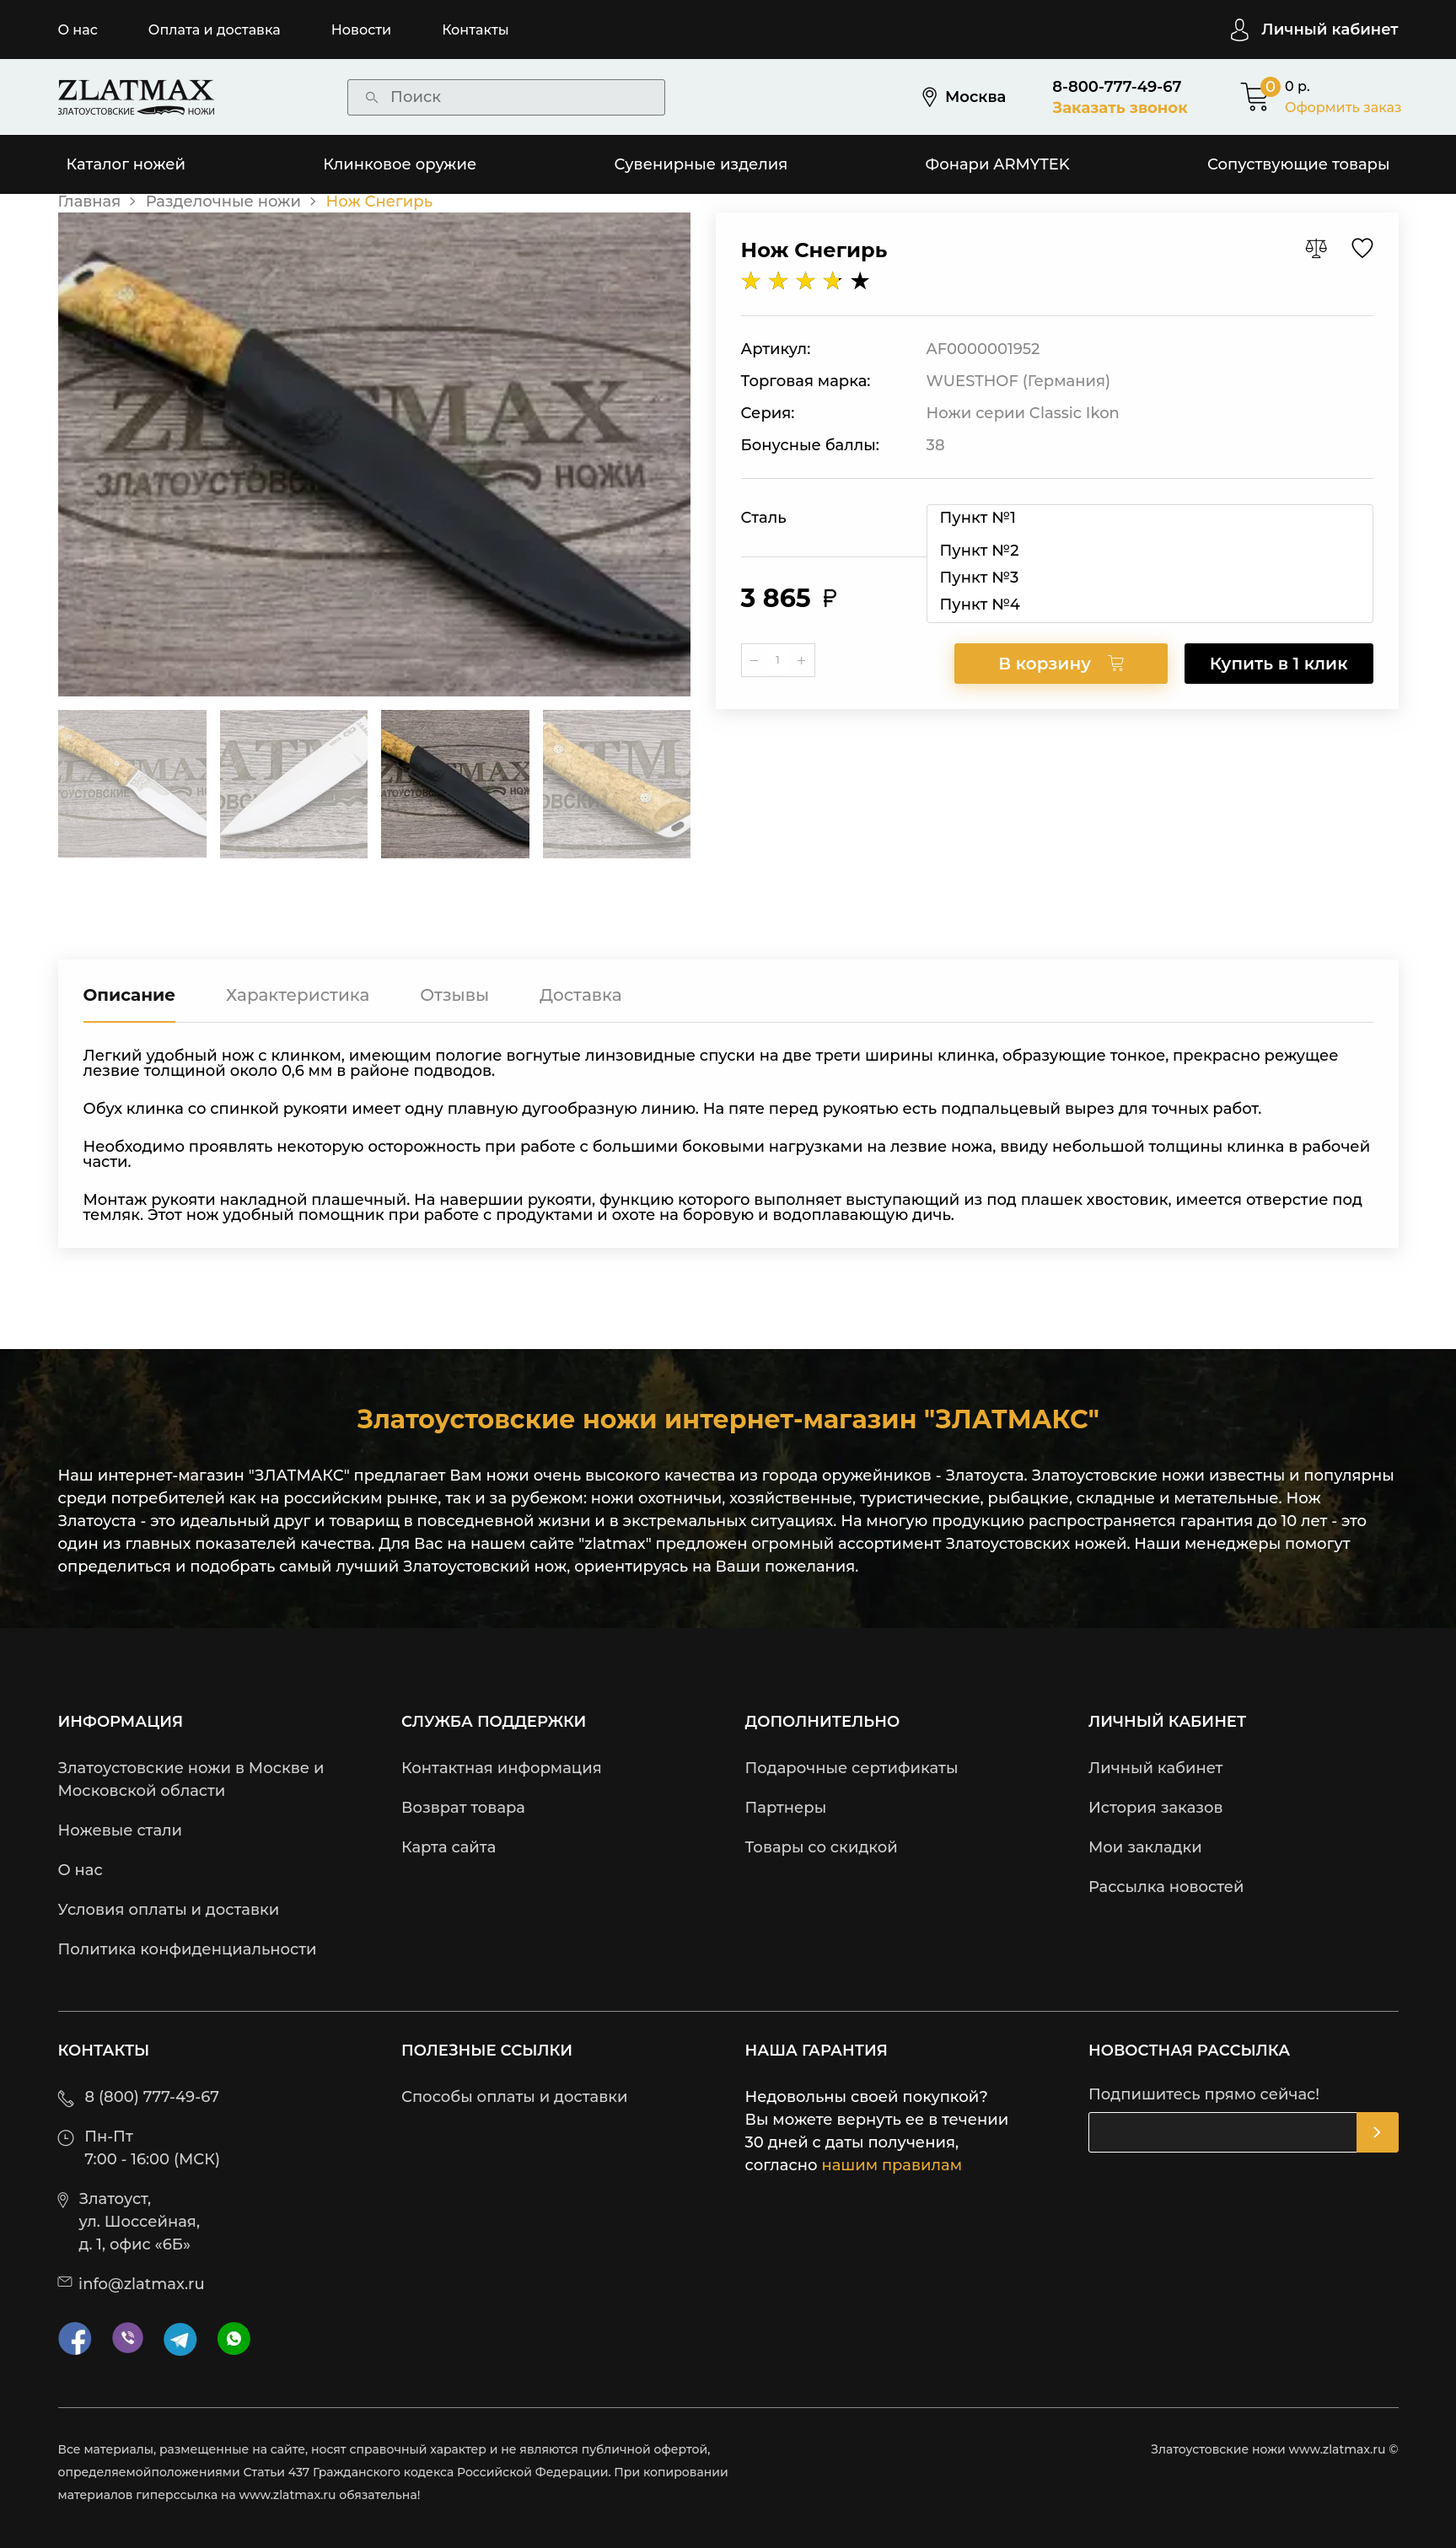 О нас
Оплата и доставка
Новости
Контакты
Личный кабинет
ZLATMAX
ЗЛАТОУСТОВСКИЕ НОЖИ
Поиск
Москва
8-800-777-49-67
Заказать звонок
0
0 р.
Оформить заказ
Каталог ножей
Клинковое оружие
Сувенирные изделия
Фонари ARMYTEK
Сопуствующие товары
Главная > Разделочные ножи > Нож Снегирь
ZLATMAX
ЗЛАТОУСТОВСКИЕ НОЖИ
Нож Снегирь
Артикул: AF0000001952
Торговая марка: WUESTHOF (Германия)
Серия: Ножи серии Classic Ikon
Бонусные баллы: 38
Сталь
Пункт №1
Пункт №2
Пункт №3
Пункт №4
3 865 ₽
− 1 +
В корзину
Купить в 1 клик
Описание
Характеристика
Отзывы
Доставка
Легкий удобный нож с клинком, имеющим пологие вогнутые линзовидные спуски на две трети ширины клинка, образующие тонкое, прекрасно режущее
лезвие толщиной около 0,6 мм в районе подводов.
Обух клинка со спинкой рукояти имеет одну плавную дугообразную линию. На пяте перед рукоятью есть подпальцевый вырез для точных работ.
Необходимо проявлять некоторую осторожность при работе с большими боковыми нагрузками на лезвие ножа, ввиду небольшой толщины клинка в рабочей
части.
Монтаж рукояти накладной плашечный. На навершии рукояти, функцию которого выполняет выступающий из под плашек хвостовик, имеется отверстие под
темляк. Этот нож удобный помощник при работе с продуктами и охоте на боровую и водоплавающую дичь.
Златоустовские ножи интернет-магазин "ЗЛАТМАКС"
Наш интернет-магазин "ЗЛАТМАКС" предлагает Вам ножи очень высокого качества из города оружейников - Златоуста. Златоустовские ножи известны и популярны
среди потребителей как на российским рынке, так и за рубежом: ножи охотничьи, хозяйственные, туристические, рыбацкие, складные и метательные. Нож
Златоуста - это идеальный друг и товарищ в повседневной жизни и в экстремальных ситуациях. На многую продукцию распространяется гарантия до 10 лет - это
один из главных показателей качества. Для Вас на нашем сайте "zlatmax" предложен огромный ассортимент Златоустовских ножей. Наши менеджеры помогут
определиться и подобрать самый лучший Златоустовский нож, ориентируясь на Ваши пожелания.
ИНФОРМАЦИЯ
Златоустовские ножи в Москве и
Московской области
Ножевые стали
О нас
Условия оплаты и доставки
Политика конфиденциальности
СЛУЖБА ПОДДЕРЖКИ
Контактная информация
Возврат товара
Карта сайта
ДОПОЛНИТЕЛЬНО
Подарочные сертификаты
Партнеры
Товары со скидкой
ЛИЧНЫЙ КАБИНЕТ
Личный кабинет
История заказов
Мои закладки
Рассылка новостей
КОНТАКТЫ
8 (800) 777-49-67
Пн-Пт
7:00 - 16:00 (МСК)
Златоуст,
ул. Шоссейная,
д. 1, офис «6Б»
info@zlatmax.ru
ПОЛЕЗНЫЕ ССЫЛКИ
Способы оплаты и доставки
НАША ГАРАНТИЯ
Недовольны своей покупкой?
Вы можете вернуть ее в течении
30 дней с даты получения,
согласно нашим правилам
НОВОСТНАЯ РАССЫЛКА
Подпишитесь прямо сейчас!
Все материалы, размещенные на сайте, носят справочный характер и не являются публичной офертой,
определяемойположениями Статьи 437 Гражданского кодекса Российской Федерации. При копировании
материалов гиперссылка на www.zlatmax.ru обязательна!
Златоустовские ножи www.zlatmax.ru ©